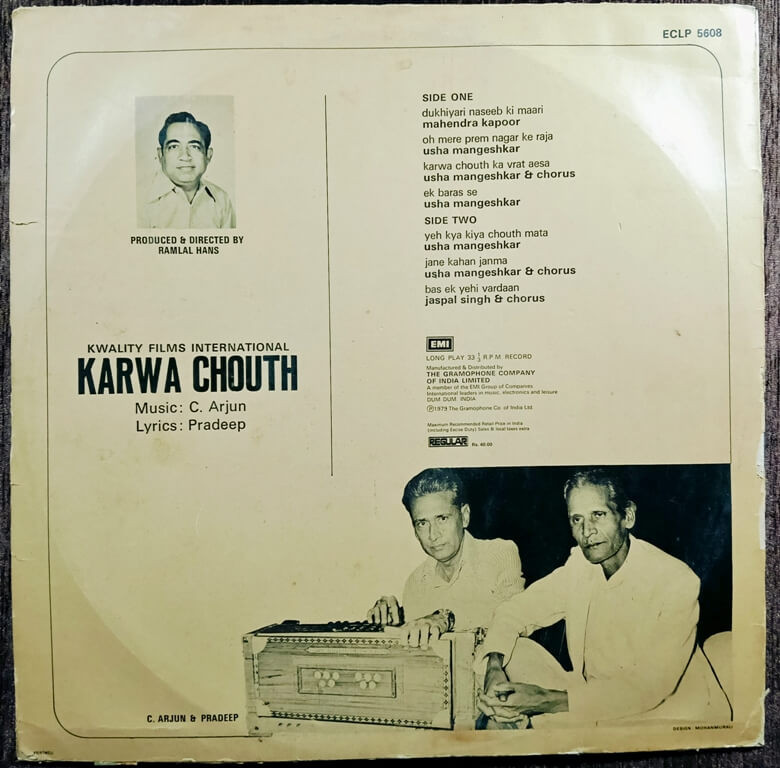 ECLP 5608
SIDE ONE
dukhiyari naseeb ki maari
mahendra kapoor
oh mere prem nagar ke raja
usha mangeshkar
karwa chouth ka vrat aesa
usha mangeshkar & chorus
ek baras se
usha mangeshkar
SIDE TWO
yeh kya kiya chouth mata
usha mangeshkar
jane kahan janma
usha mangeshkar & chorus
bas ek yehi vardaan
jaspal singh & chorus
PRODUCED & DIRECTED BY
RAMLAL HANS
KWALITY FILMS INTERNATIONAL
KARWA CHOUTH
Music: C. Arjun
Lyrics: Pradeep
EMI
LONG PLAY 33 1/3 R.P.M. RECORD
Manufactured & Distributed by
THE GRAMOPHONE COMPANY
OF INDIA LIMITED
A member of the EMI Group of Companies
International leaders in music, electronics and leisure
DUM DUM, INDIA
Ⓟ1979 The Gramophone Co. of India Ltd.
Maximum Recommended Retail Price in India
(including Excise Duty) Sales & local taxes extra
REGULAR Rs. 40.00
C. ARJUN & PRADEEP
DESIGN: MOHANMURALI